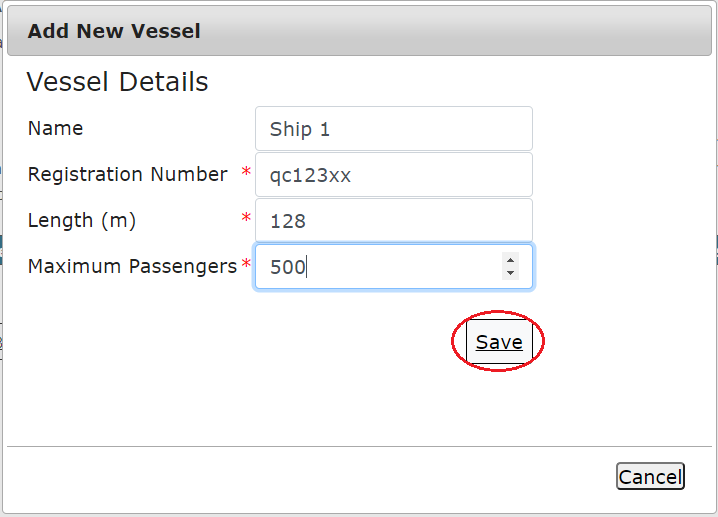 Add New Vessel
Vessel Details
Name Ship 1
Registration Number * qc123xx
Length (m) * 128
Maximum Passengers * 500
Save
Cancel